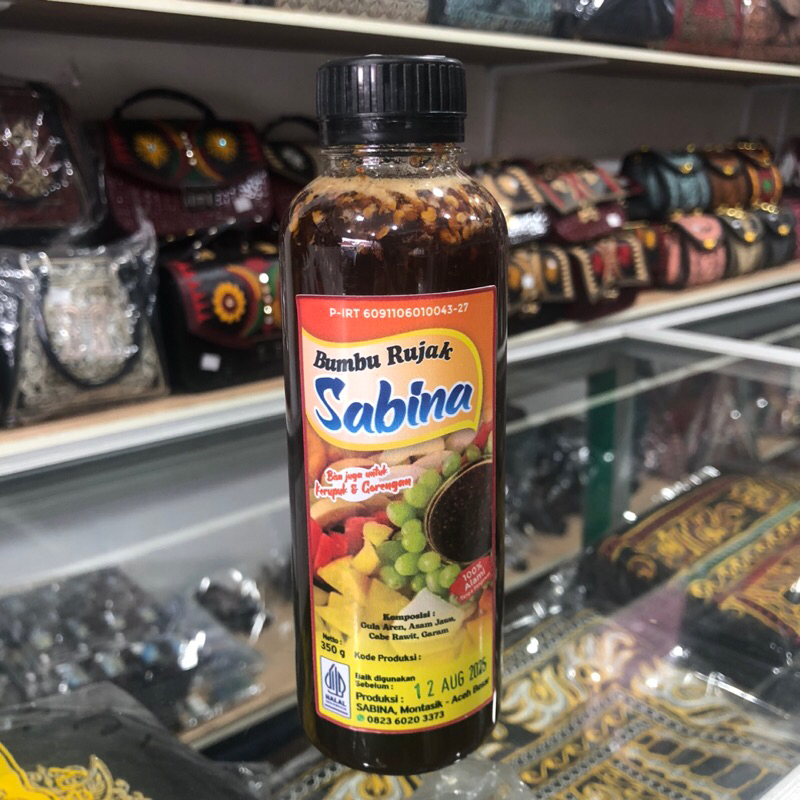 P-IRT 6091106010043-27
Bumbu Rujak
Sabina
Bisa juga untuk
Kerupuk & Gorengan
100%
Alami
Komposisi :
Gula Aren, Asam Jawa,
Cabe Rawit, Garam
Netto :
350 g
Kode Produksi :
Baik digunakan
Sebelum :
12 AUG 2025
Produksi :
SABINA, Montasik - Aceh Besar
0823 6020 3373
HALAL